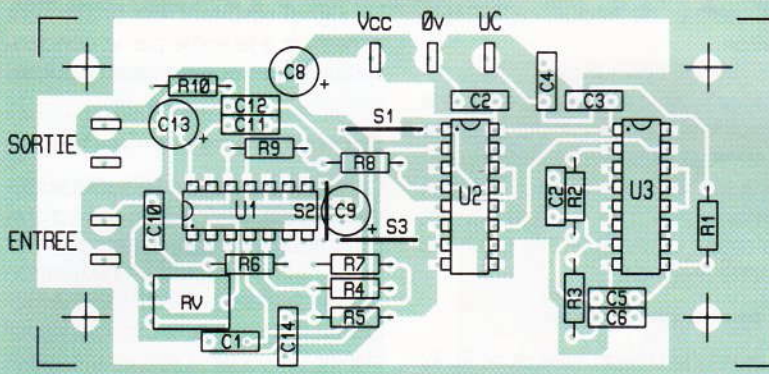 Vcc 0v UC
C8
R10
C4
C12
C2
C3
C13
C11
S1
SORTIE
R9
R8
U2
U3
C10
U1
S2
C9
C2
R2
R1
ENTREE
S3
R6
R7
RV
R4
R3
C5
C14
R5
C6
C1